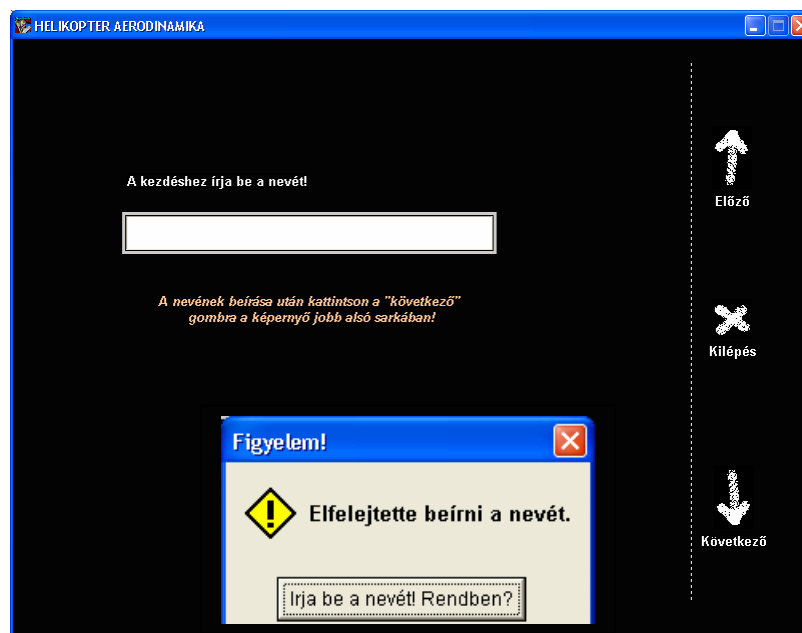 HELIKOPTER AERODINAMIKA
A kezdéshez írja be a nevét!
A nevének beírása után kattintson a "következő"
gombra a képernyő jobb alsó sarkában!
Előző
Kilépés
Következő
Figyelem!
Elfelejtette beírni a nevét.
Irja be a nevét! Rendben?